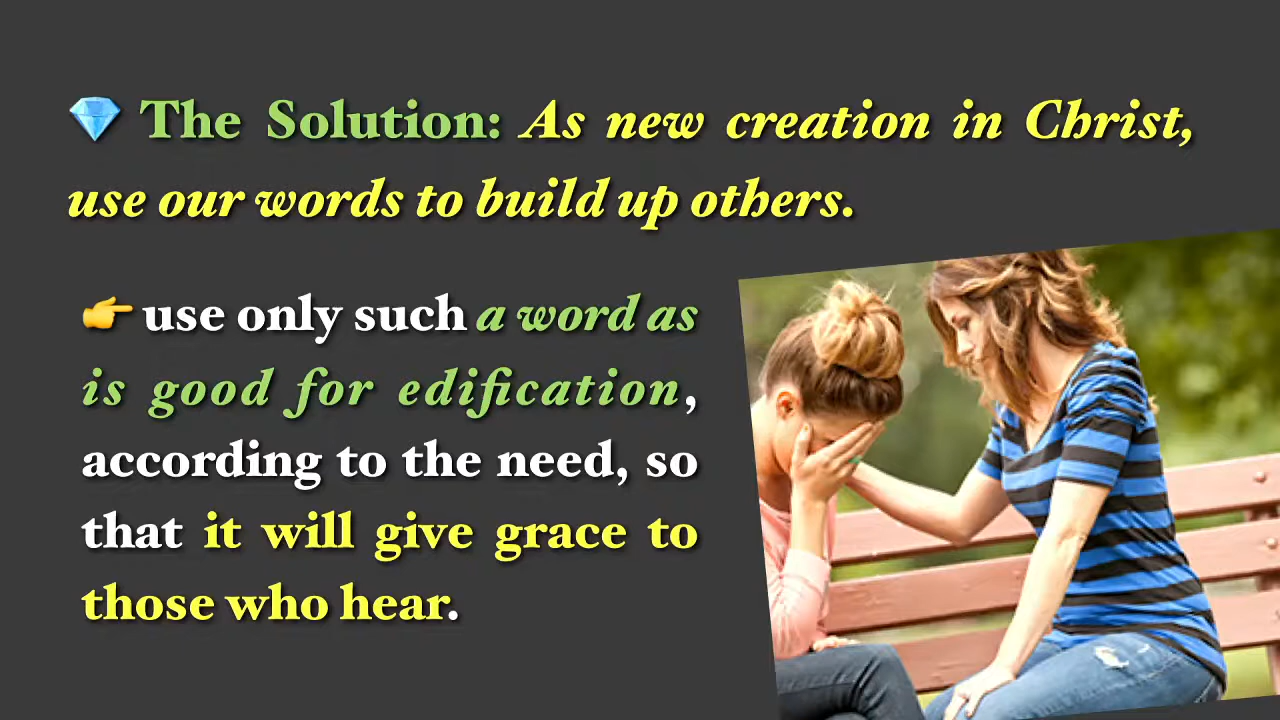 💎 The Solution: As new creation in Christ,
use our words to build up others.
👉 use only such a word as
is good for edification,
according to the need, so
that it will give grace to
those who hear.